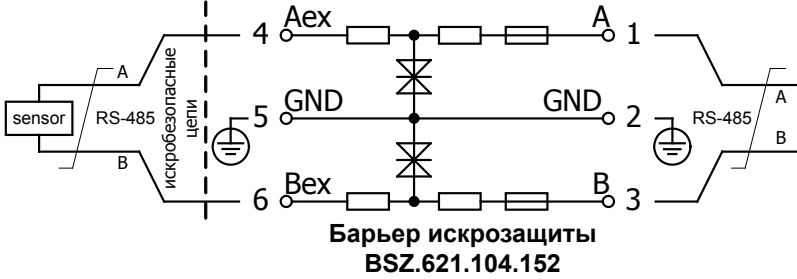 4 Aex A 1
A
A
искробезопасные
цепи
sensor
RS-485
5 GND GND 2
RS-485
B
B
6 Bex B 3
Барьер искрозащиты
BSZ.621.104.152